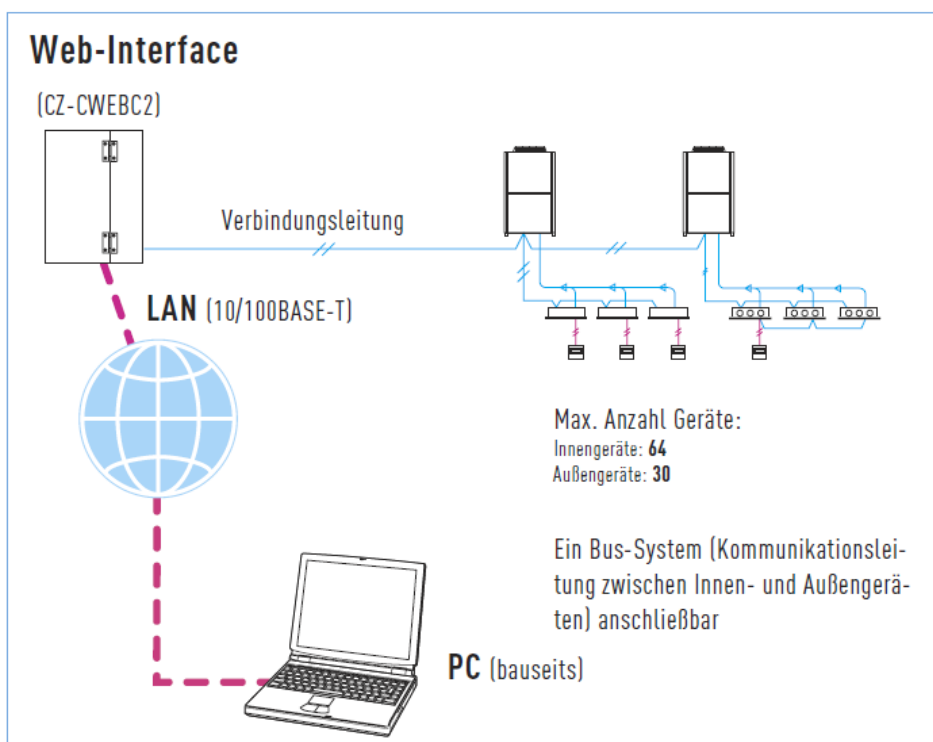 Web-Interface
(CZ-CWEBC2)
Verbindungsleitung
LAN (10/100BASE-T)
Max. Anzahl Geräte:
Innengeräte: 64
Außengeräte: 30
Ein Bus-System (Kommunikationslei-
tung zwischen Innen- und Außengerä-
ten) anschließbar
PC (bauseits)